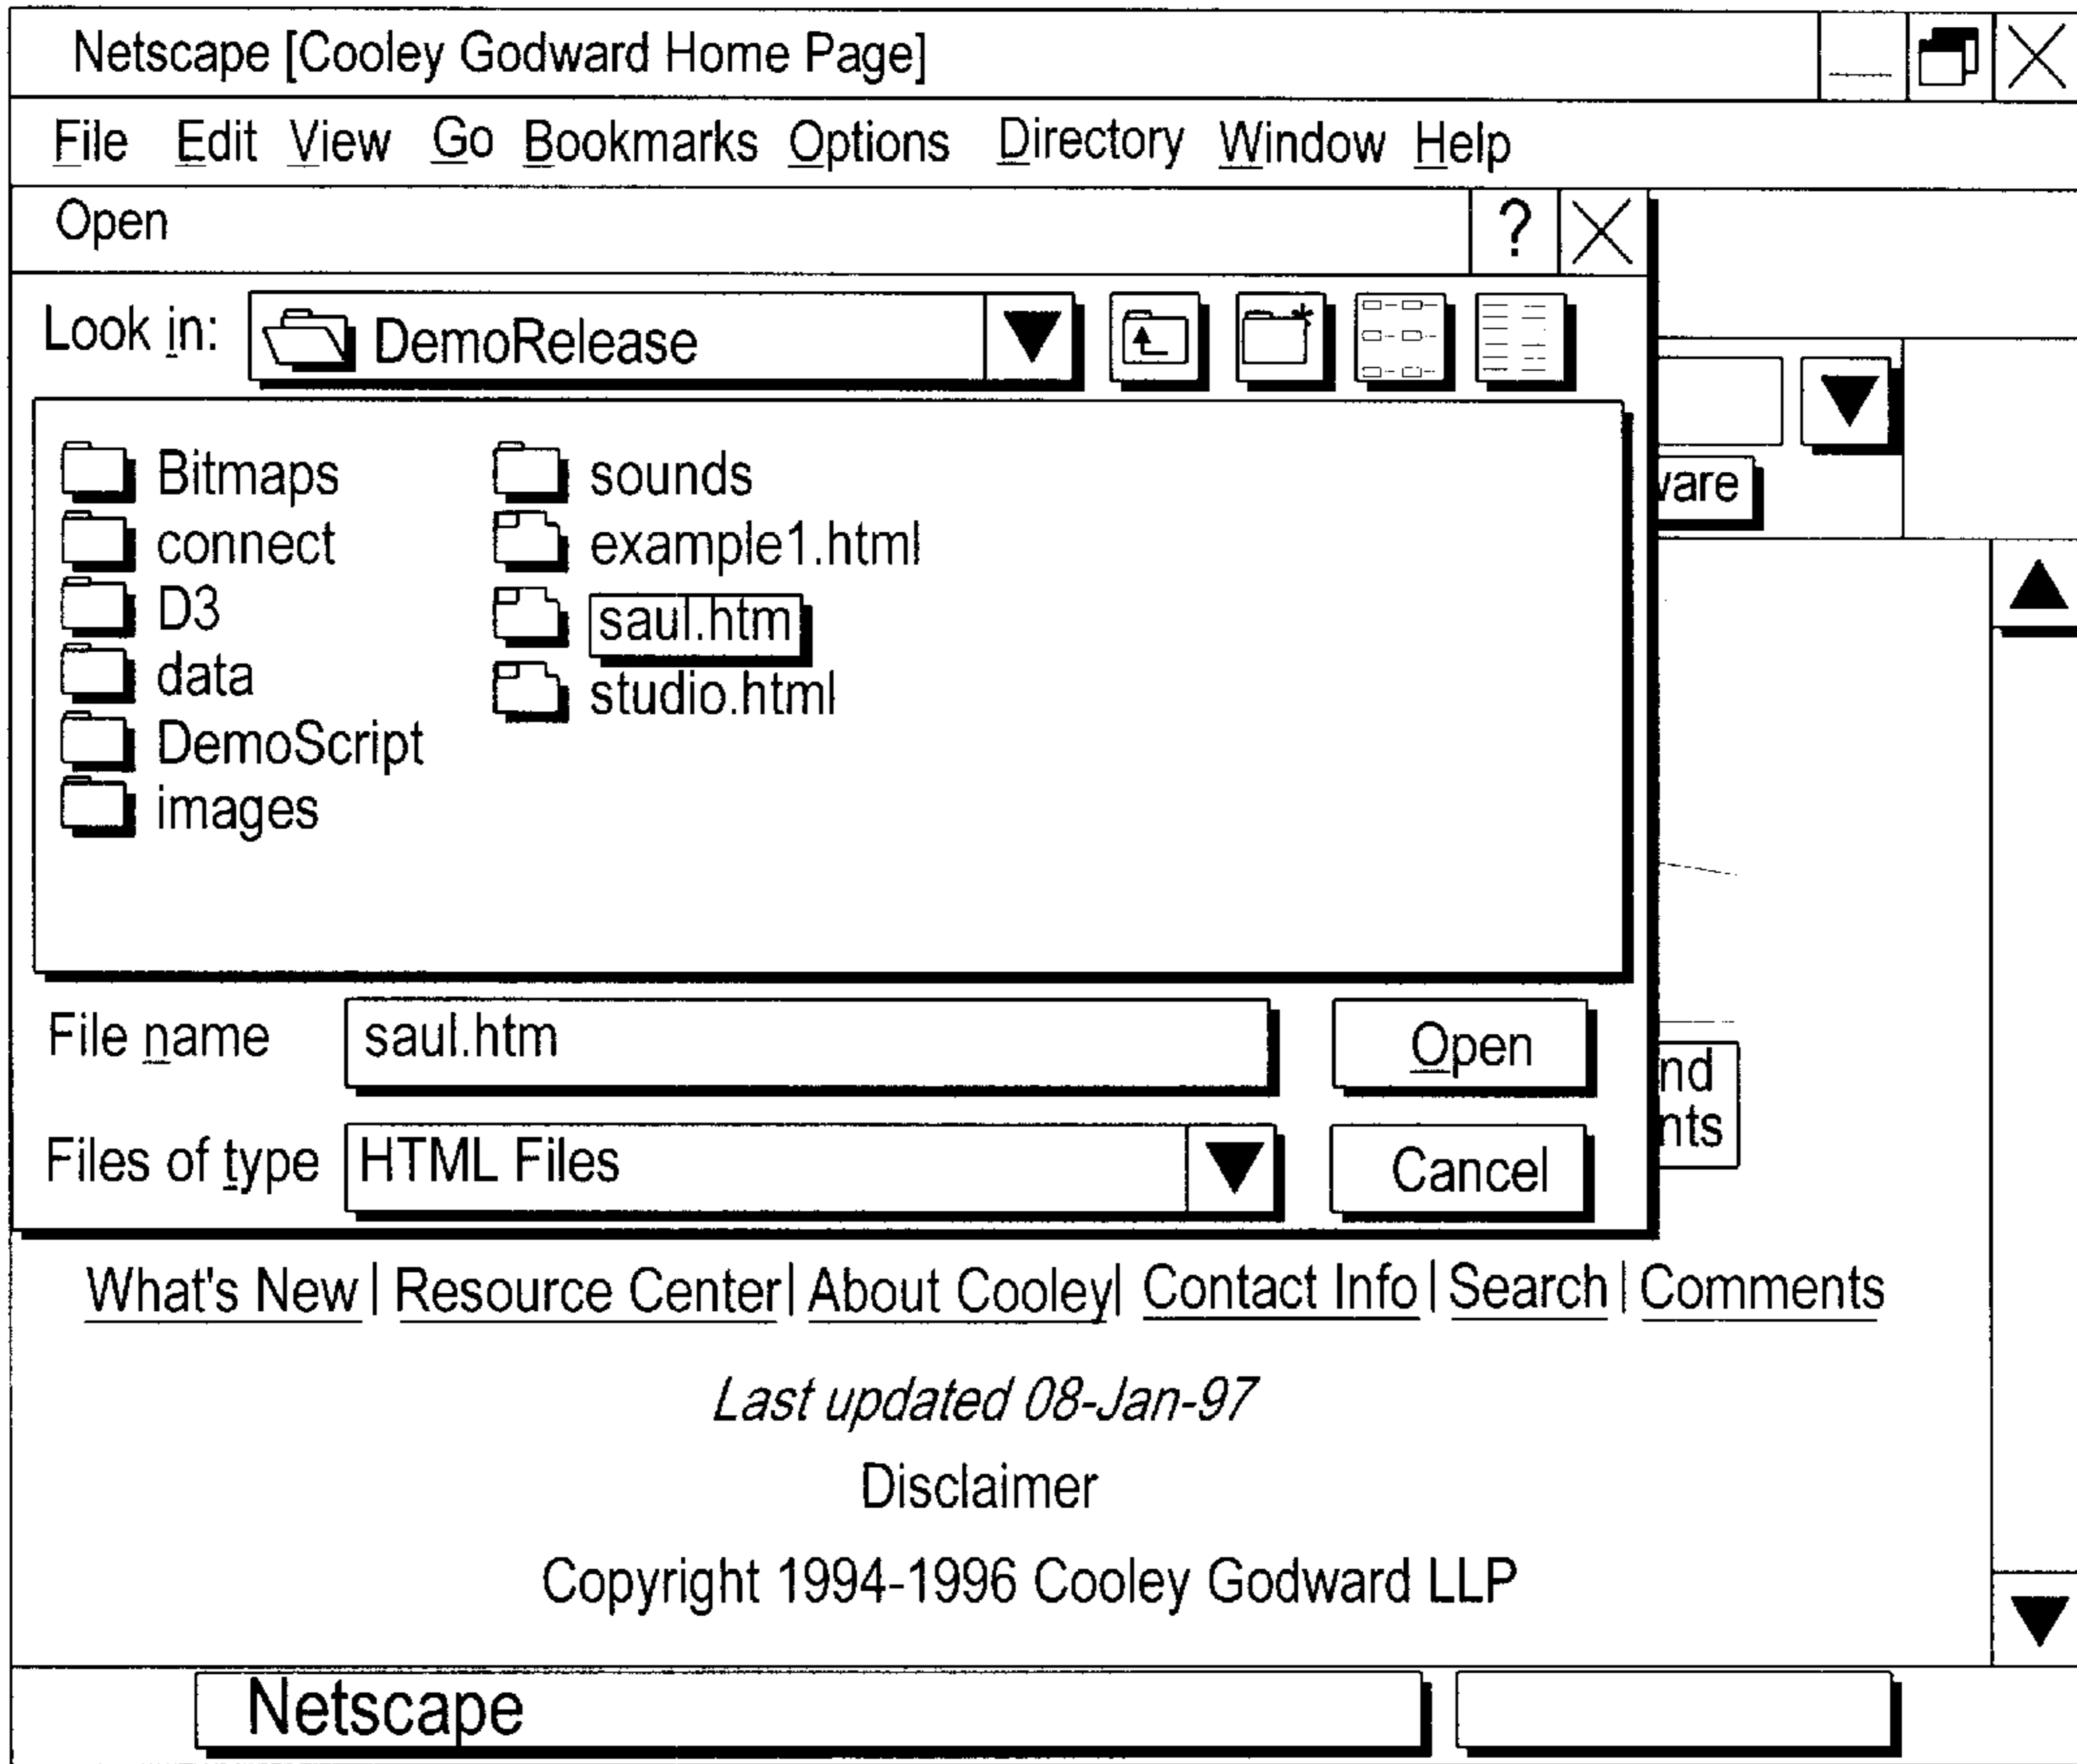 Netscape [Cooley Godward Home Page]
File Edit View Go Bookmarks Options Directory Window Help
Open ?
Look in: DemoRelease
Bitmaps sounds
connect example1.html
D3 saul.htm
data studio.html
DemoScript
images
vare
File name saul.htm Open
nd
nts
Files of type HTML Files Cancel
What's New | Resource Center | About Cooley | Contact Info | Search | Comments
Last updated 08-Jan-97
Disclaimer
Copyright 1994-1996 Cooley Godward LLP
Netscape